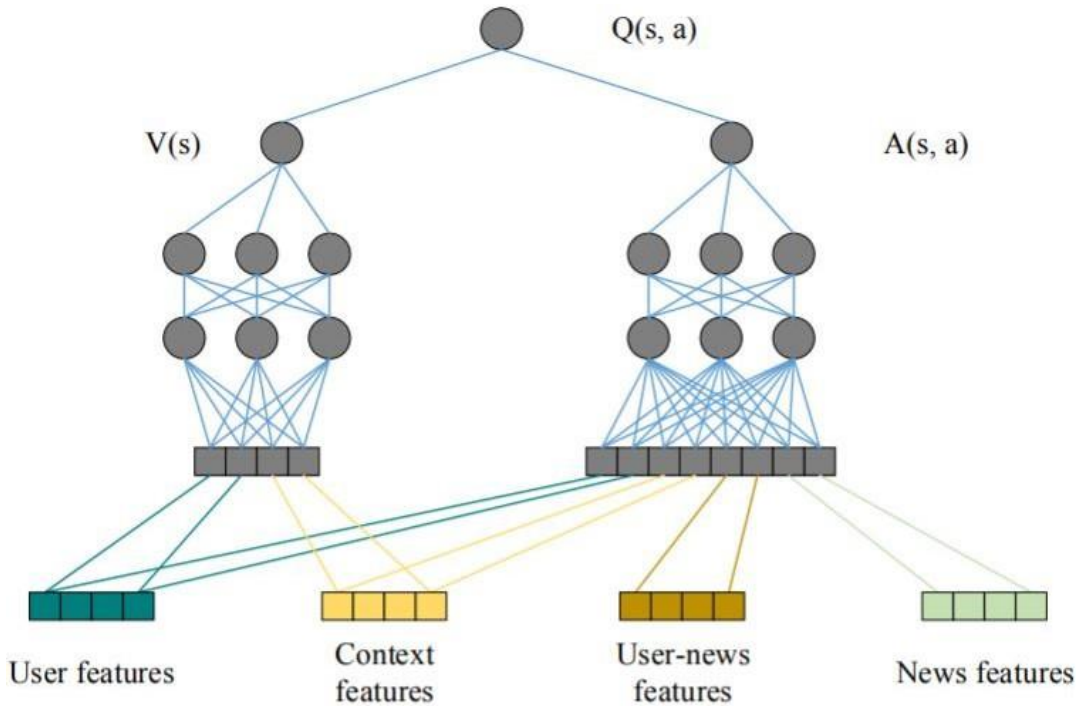 Q(s, a)
V(s)
A(s, a)
User features
Context
features
User-news
features
News features